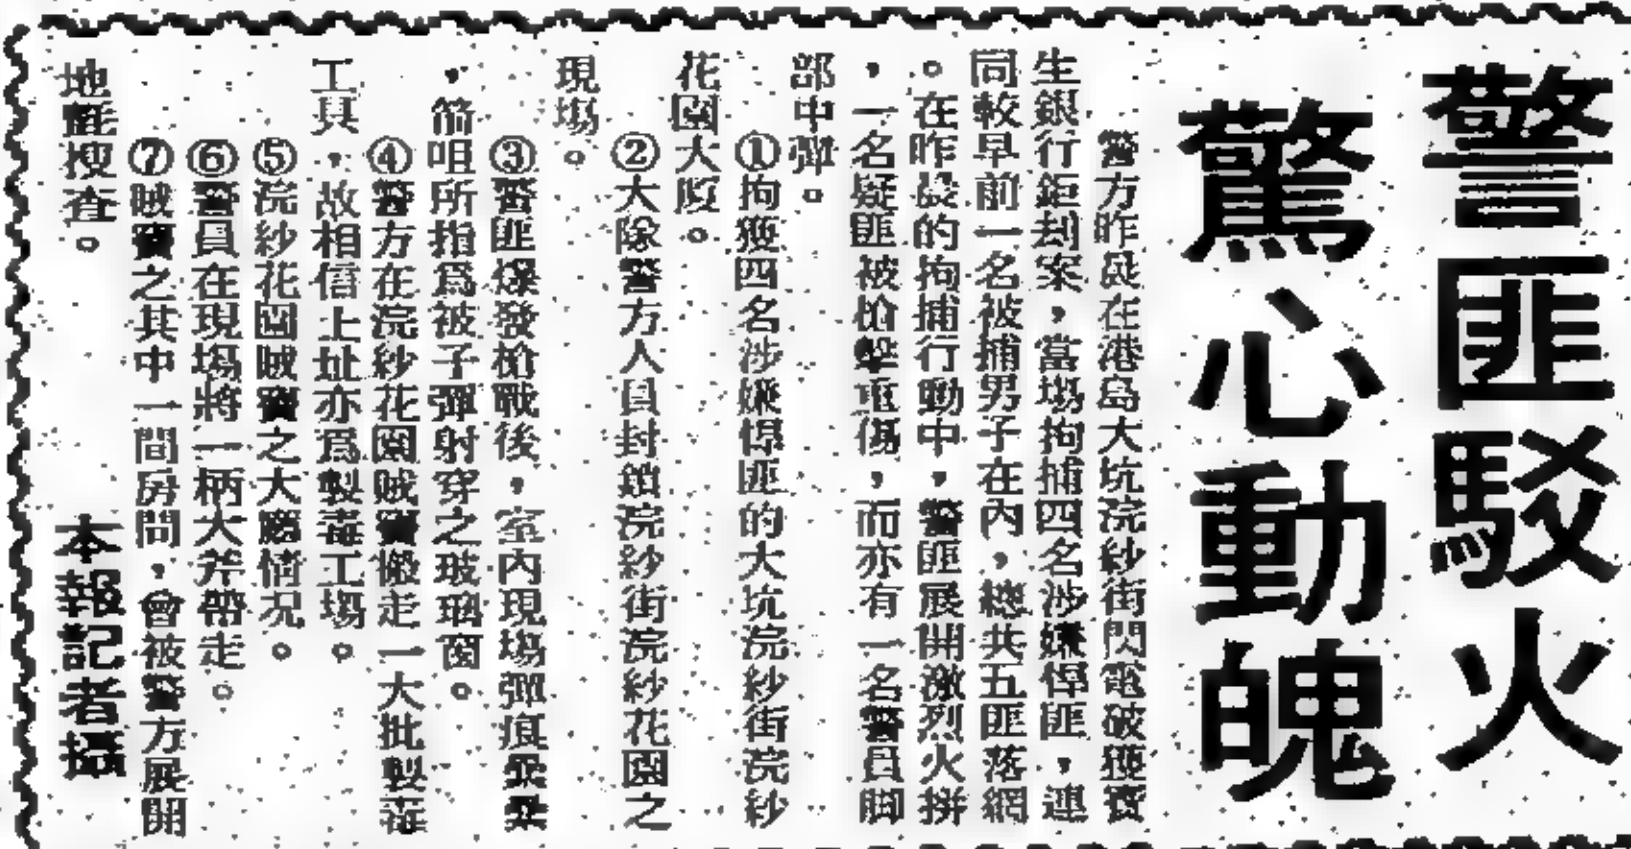 警匪駁火
驚心動魄
警方昨晨在港島大坑浣紗街閃電破獲寶
生銀行鉅刦案，當場拘捕四名涉嫌悍匪，連
同較早前一名被捕男子在內，總共五匪落網
。在昨晨的拘捕行動中，警匪展開激烈火拼
，一名疑匪被槍擊重傷，而亦有一名警員脚
部中彈。
①拘獲四名涉嫌悍匪的大坑浣紗街浣紗
花園大厦。
②大隊警方人員封鎖浣紗街浣紗花園之
現場。
③警匪爆發槍戰後，室內現場彈痕纍纍
，箭咀所指爲被子彈射穿之玻璃窗。
④警方在浣紗花園賊竇搬走一大批製毒
工具，故相信上址亦爲製毒工場。
⑤浣紗花園賊竇之大廳情况。
⑥警員在現場將一柄大斧帶走。
⑦賊竇之其中一間房間，曾被警方展開
地氈搜查。
本報記者攝